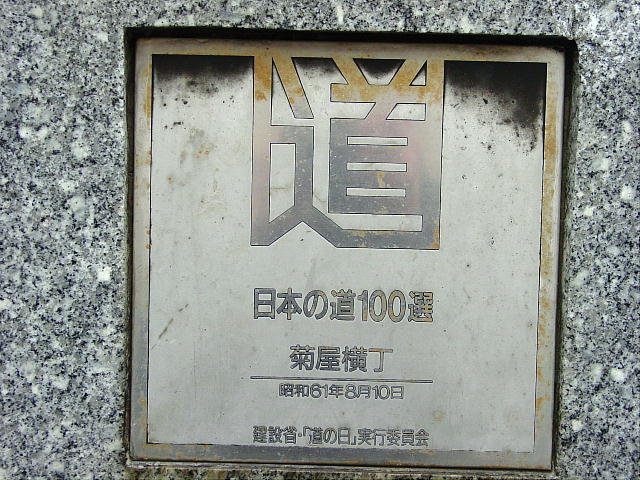 道
日本の道100選
菊屋横丁
昭和61年8月10日
建設省・「道の日」実行委員会